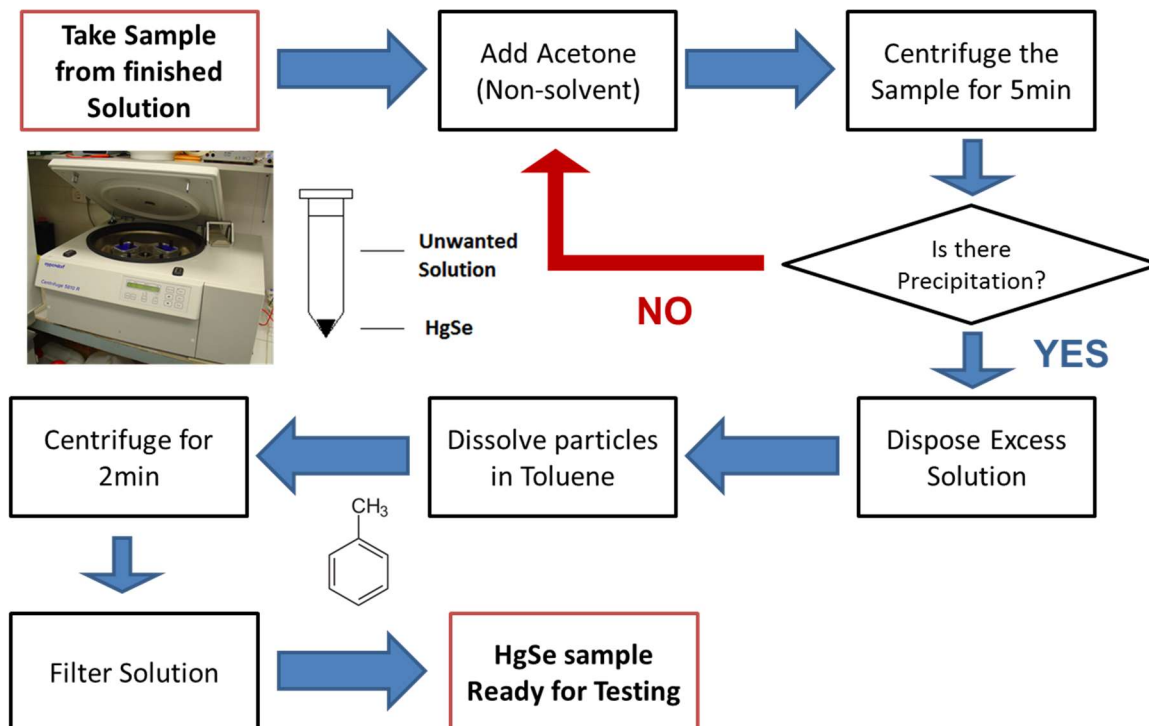 Take Sample
from finished
Solution
Add Acetone
(Non-solvent)
Centrifuge the
Sample for 5min
Unwanted
Solution
HgSe
Is there
Precipitation?
NO
YES
Centrifuge for
2min
Dissolve particles
in Toluene
Dispose Excess
Solution
CH₃
Filter Solution
HgSe sample
Ready for Testing